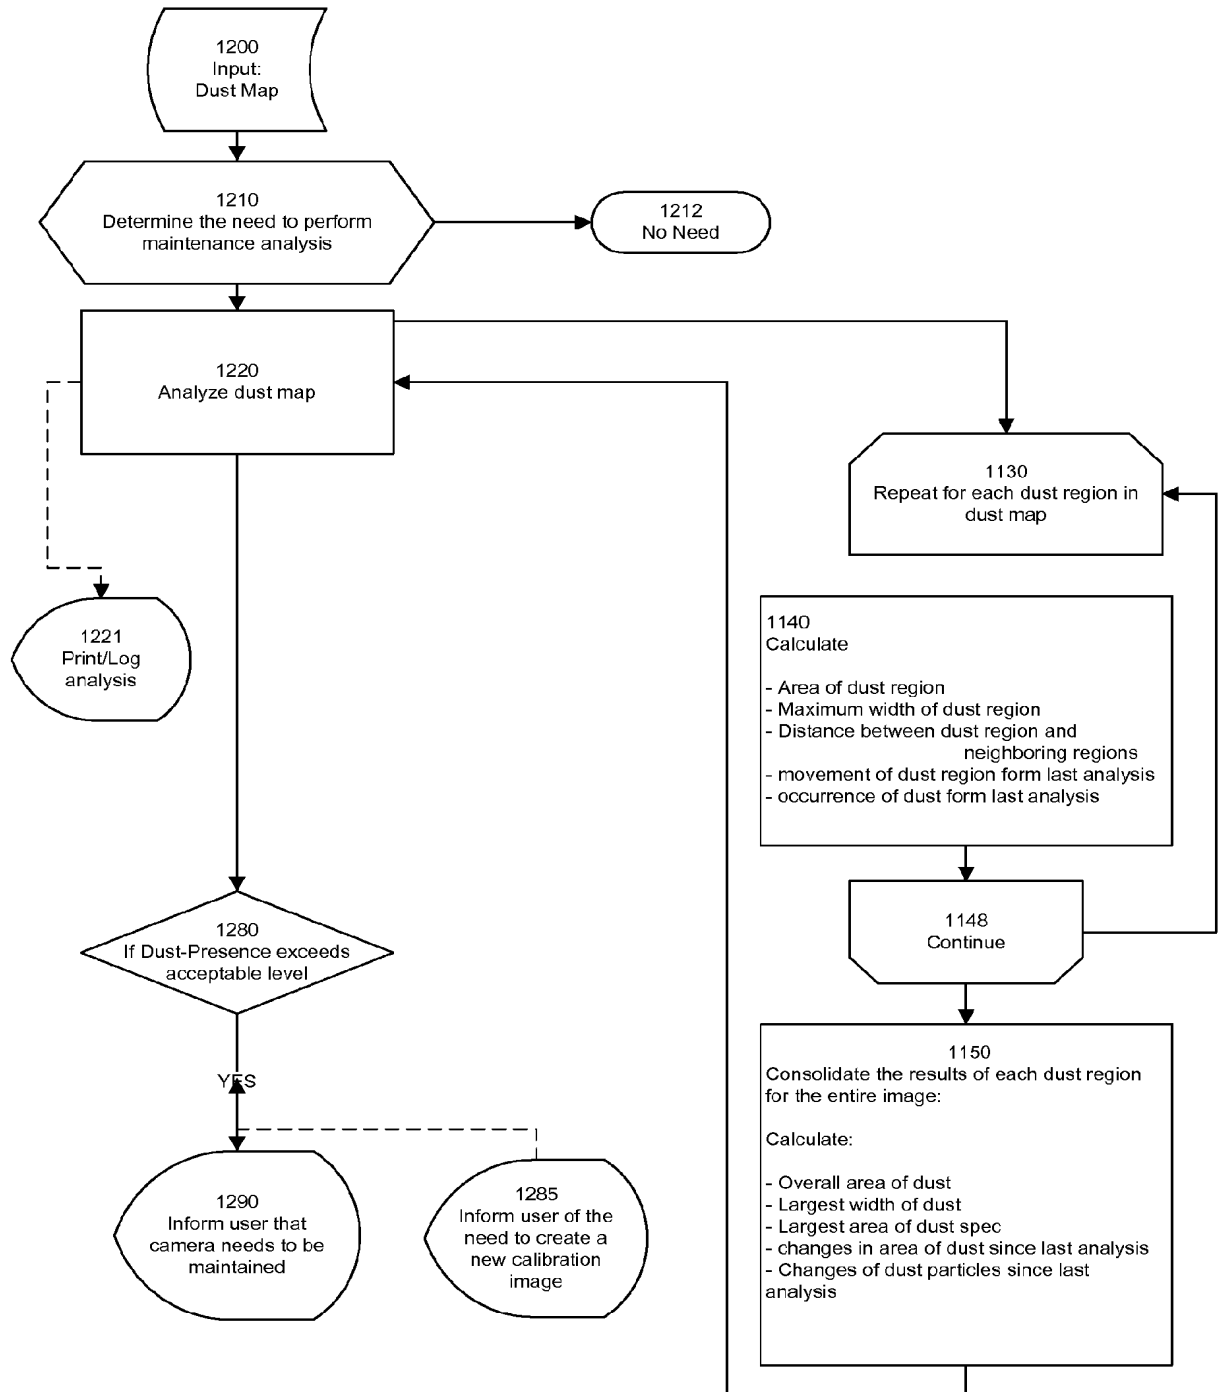 1200
Input:
Dust Map
1210
Determine the need to perform
maintenance analysis
1212
No Need
1220
Analyze dust map
1130
Repeat for each dust region in
dust map
1221
Print/Log
analysis
1140
Calculate
- Area of dust region
- Maximum width of dust region
- Distance between dust region and
neighboring regions
- movement of dust region form last analysis
- occurrence of dust form last analysis
1280
If Dust-Presence exceeds
acceptable level
1148
Continue
YES
1150
Consolidate the results of each dust region
for the entire image:
Calculate:
- Overall area of dust
- Largest width of dust
- Largest area of dust spec
- changes in area of dust since last analysis
- Changes of dust particles since last
analysis
1290
Inform user that
camera needs to be
maintained
1285
Inform user of the
need to create a
new calibration
image